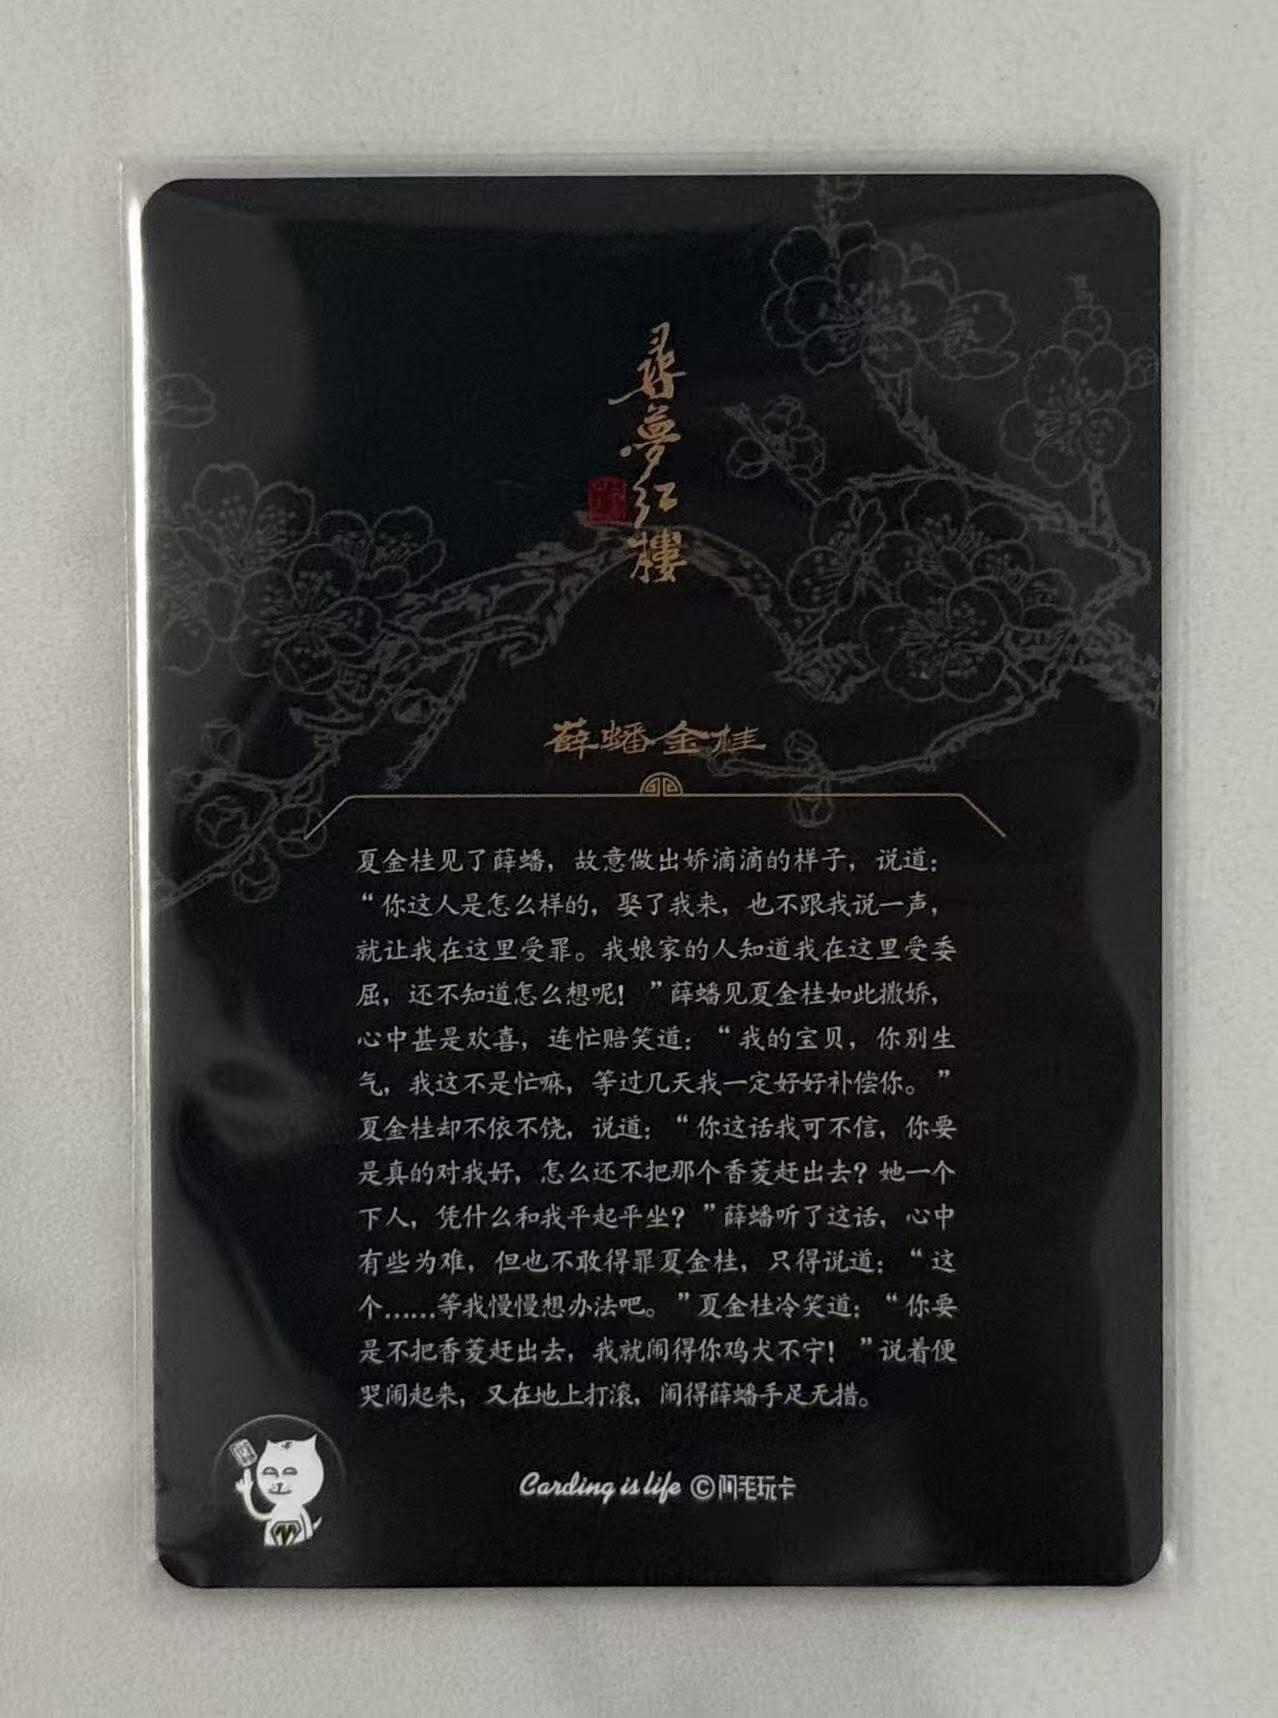 尋夢红樓
薛蟠金桂
夏金桂见了薛蟠，故意做出娇滴滴的样子，说道：
“你这人是怎么样的，娶了我来，也不跟我说一声，
就让我在这里受罪。我娘家的人知道我在这里受委
屈，还不知道怎么想呢！”薛蟠见夏金桂如此撒娇，
心中甚是欢喜，连忙赔笑道：“我的宝贝，你别生
气，我这不是忙嘛，等过几天我一定好好补偿你。”
夏金桂却不依不饶，说道：“你这话我可不信，你要
是真的对我好，怎么还不把那个香菱赶出去？她一个
下人，凭什么和我平起平坐？”薛蟠听了这话，心中
有些为难，但也不敢得罪夏金桂，只得说道：“这
个……等我慢慢想办法吧。”夏金桂冷笑道：“你要
是不把香菱赶出去，我就闹得你鸡犬不宁！”说着便
哭闹起来，又在地上打滚，闹得薛蟠手足无措。
Carding is life ©阿毛玩卡